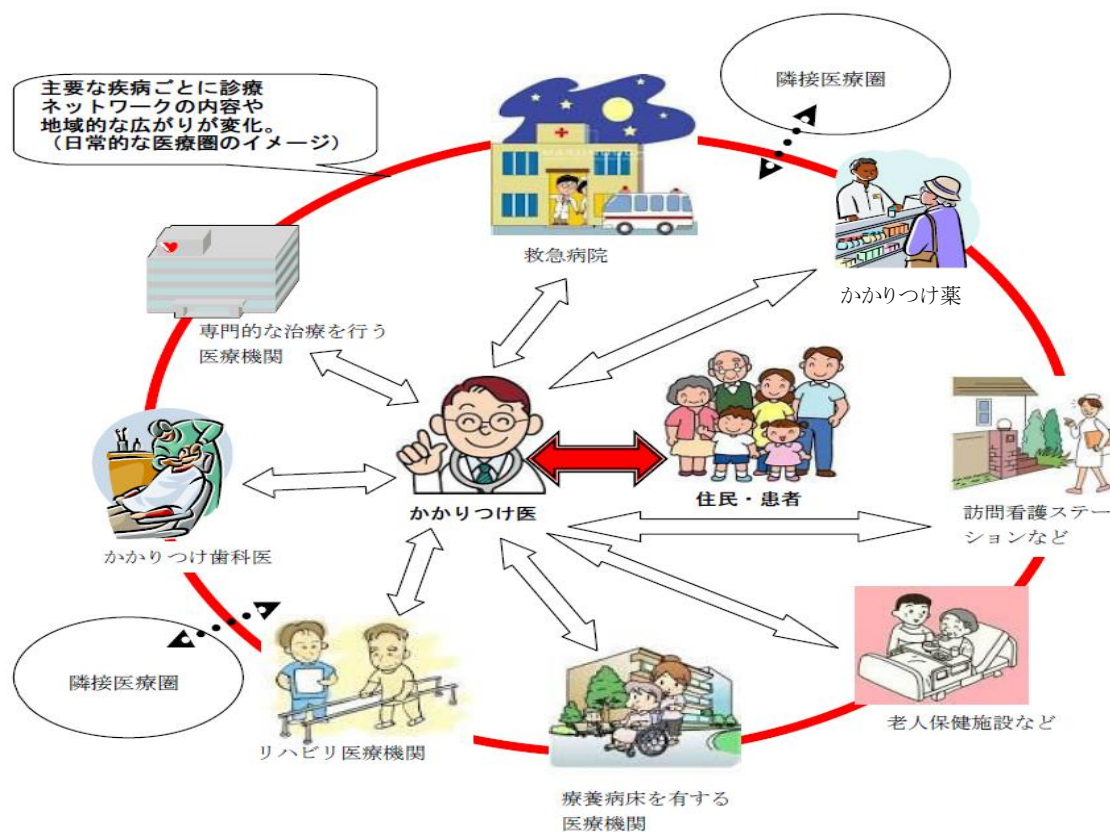 主要な疾病ごとに診療
ネットワークの内容や
地域的な広がりが変化。
（日常的な医療圏のイメージ）
隣接医療圏
救急病院
かかりつけ薬
専門的な治療を行う
医療機関
かかりつけ医
住民・患者
訪問看護ステー
ションなど
かかりつけ歯科医
隣接医療圏
リハビリ医療機関
老人保健施設など
療養病床を有する
医療機関